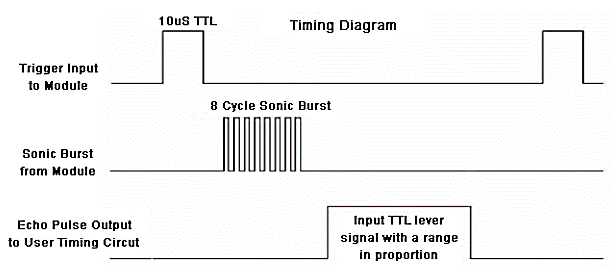 10uS TTL
Timing Diagram
Trigger Input
to Module
8 Cycle Sonic Burst
Sonic Burst
from Module
Echo Pulse Output
to User Timing Circut
Input TTL lever
signal with a range
in proportion